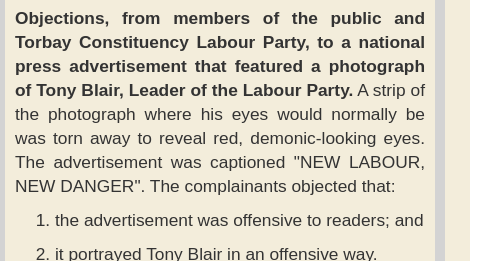 Objections, from members of the public and
Torbay Constituency Labour Party, to a national
press advertisement that featured a photograph
of Tony Blair, Leader of the Labour Party. A strip of
the photograph where his eyes would normally be
was torn away to reveal red, demonic-looking eyes.
The advertisement was captioned "NEW LABOUR,
NEW DANGER". The complainants objected that:
1. the advertisement was offensive to readers; and
2. it portrayed Tony Blair in an offensive way.